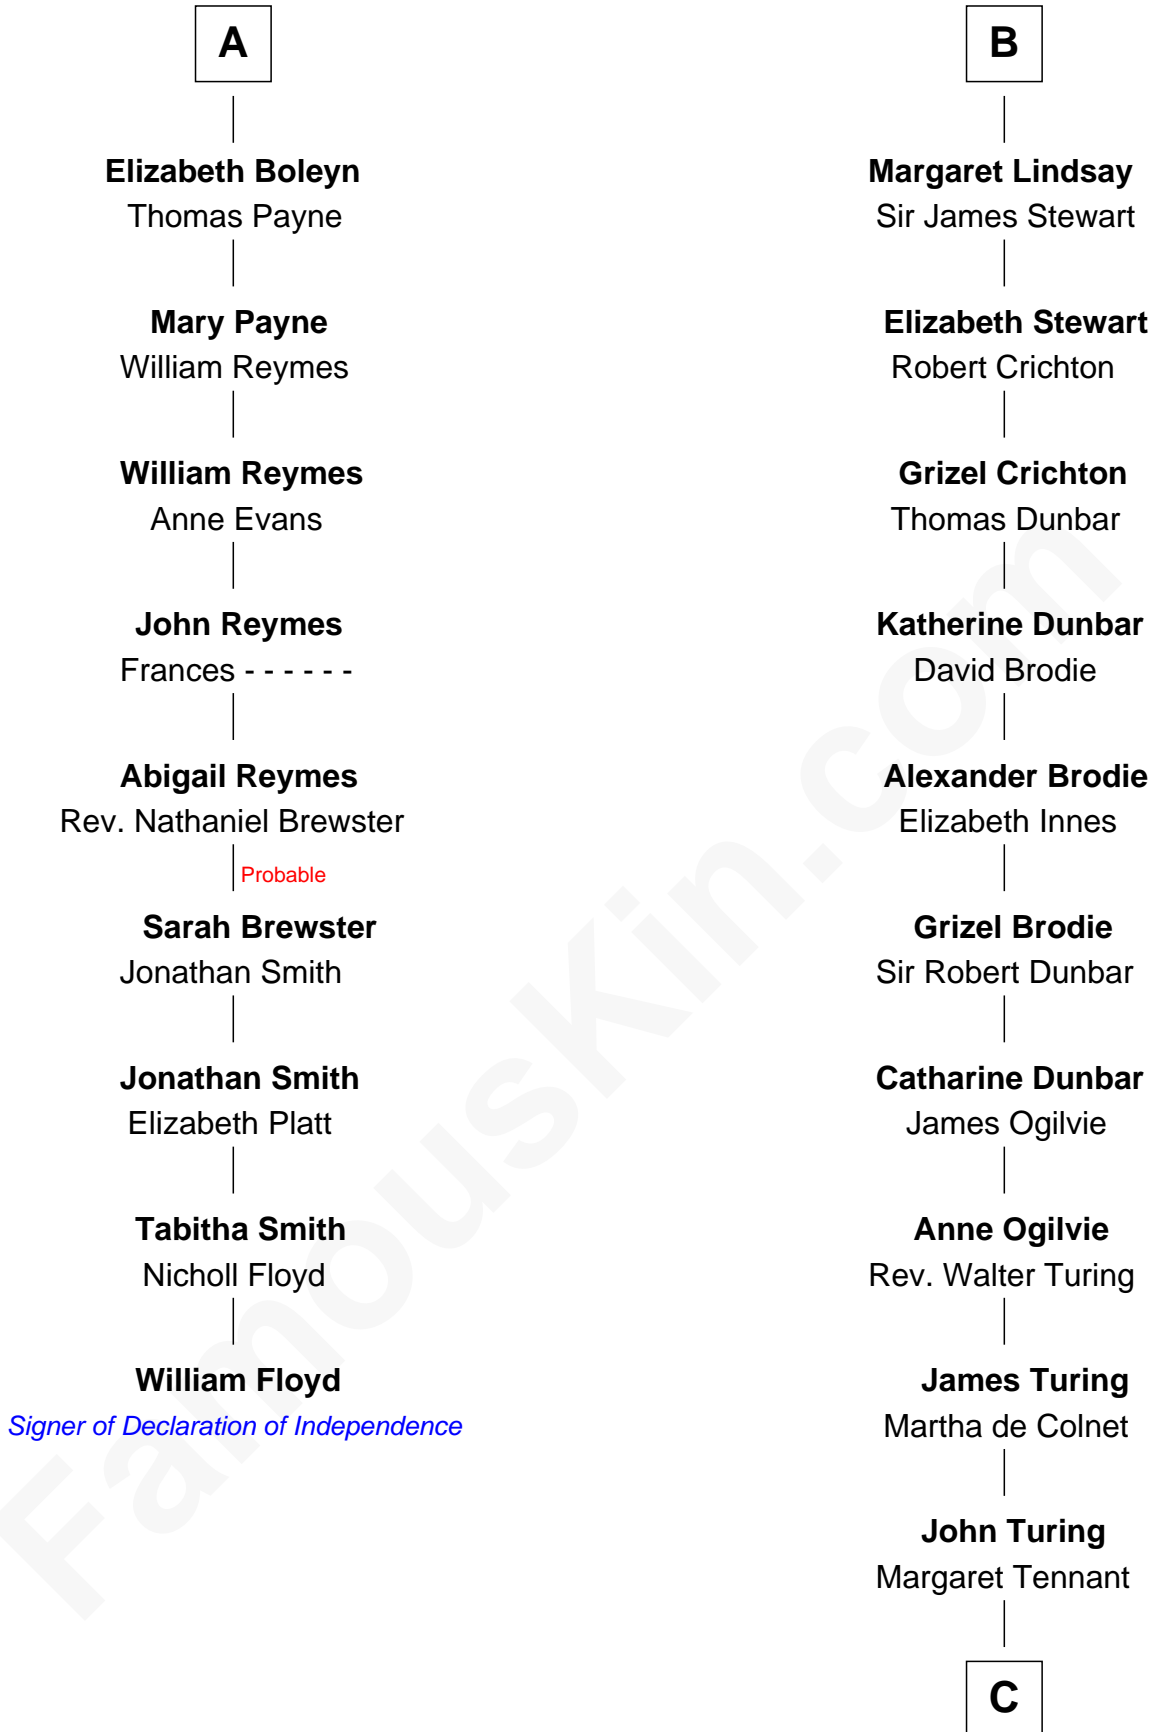 A
Elizabeth Boleyn
Thomas Payne
Mary Payne
William Reymes
William Reymes
Anne Evans
John Reymes
Frances - - - - - -
Abigail Reymes
Rev. Nathaniel Brewster
Probable
Sarah Brewster
Jonathan Smith
Jonathan Smith
Elizabeth Platt
Tabitha Smith
Nicholl Floyd
William Floyd
Signer of Declaration of Independence
B
Margaret Lindsay
Sir James Stewart
Elizabeth Stewart
Robert Crichton
Grizel Crichton
Thomas Dunbar
Katherine Dunbar
David Brodie
Alexander Brodie
Elizabeth Innes
Grizel Brodie
Sir Robert Dunbar
Catharine Dunbar
James Ogilvie
Anne Ogilvie
Rev. Walter Turing
James Turing
Martha de Colnet
John Turing
Margaret Tennant
C
FamousKin.com